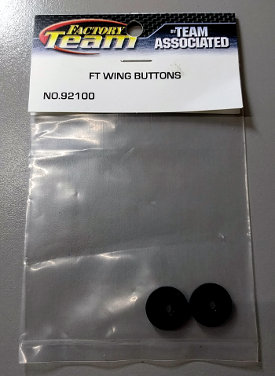 FACTORY
Team
BY TEAM
ASSOCIATED
FT WING BUTTONS
NO.92100